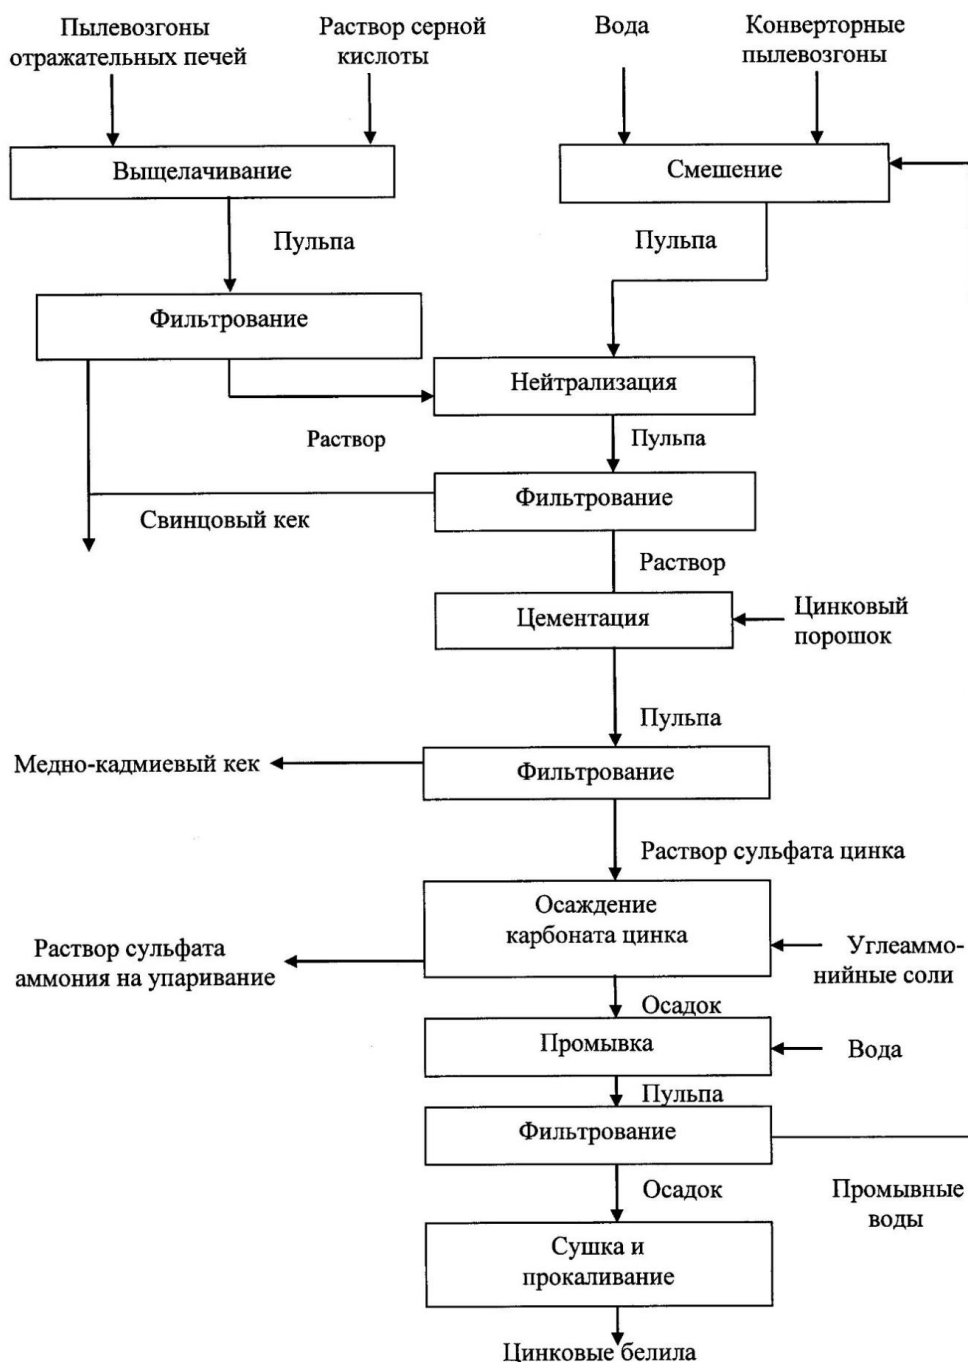 Пылевозгоны
отражательных печей
Раствор серной
кислоты
Вода
Конверторные
пылевозгоны
Выщелачивание
Смешение
Пульпа
Пульпа
Фильтрование
Нейтрализация
Раствор
Пульпа
Фильтрование
Свинцовый кек
Раствор
Цементация
Цинковый
порошок
Пульпа
Медно-кадмиевый кек
Фильтрование
Раствор сульфата цинка
Осаждение
карбоната цинка
Раствор сульфата
аммония на упаривание
Углеаммо-
нийные соли
Осадок
Промывка
Вода
Пульпа
Фильтрование
Осадок
Промывные
воды
Сушка и
прокаливание
Цинковые белила